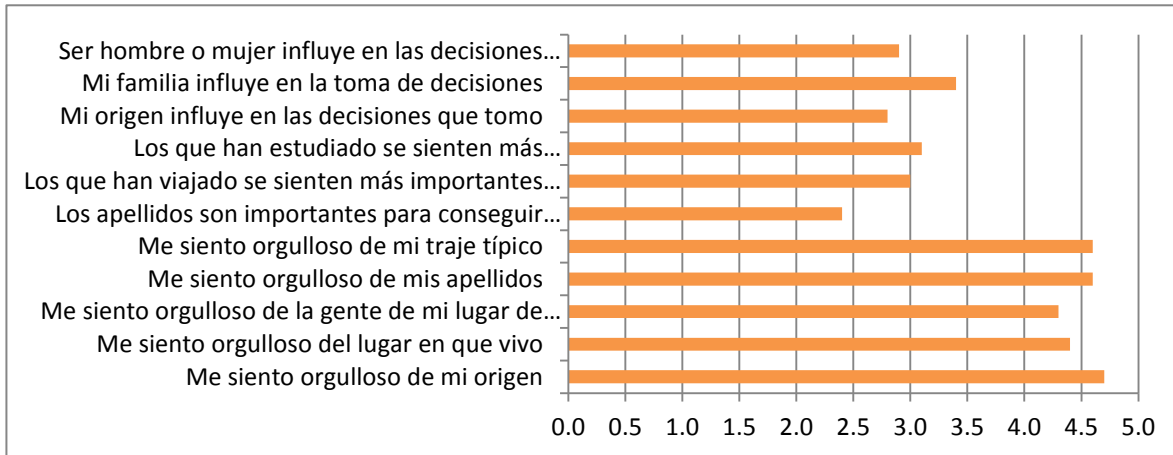 Ser hombre o mujer influye en las decisiones…
Mi familia influye en la toma de decisiones
Mi origen influye en las decisiones que tomo
Los que han estudiado se sienten más…
Los que han viajado se sienten más importantes…
Los apellidos son importantes para conseguir…
Me siento orgulloso de mi traje típico
Me siento orgulloso de mis apellidos
Me siento orgulloso de la gente de mi lugar de…
Me siento orgulloso del lugar en que vivo
Me siento orgulloso de mi origen
0.0 0.5 1.0 1.5 2.0 2.5 3.0 3.5 4.0 4.5 5.0